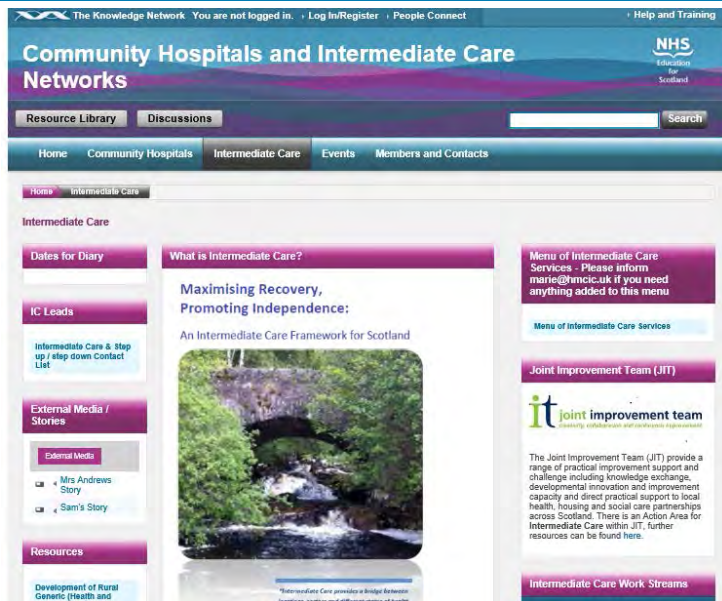 The Knowledge Network You are not logged in. Log In/Register People Connect
Help and Training
Community Hospitals and Intermediate Care
Networks
NHS
Education
for
Scotland
Resource Library Discussions
Search
Home Community Hospitals Intermediate Care Events Members and Contacts
Home Intermediate Care
Intermediate Care
Dates for Diary
IC Leads
Intermediate Care & Step
up / step down Contact
List
External Media /
Stories
External Media
Mrs Andrews
Story
Sam's Story
Resources
Development of Rural
Generic (Health and
What is Intermediate Care?
Maximising Recovery,
Promoting Independence:
An Intermediate Care Framework for Scotland
"Intermediate Care provides a bridge between
Menu of Intermediate Care
Services - Please inform
marie@hmcic.uk if you need
anything added to this menu
Menu of Intermediate Care Services
Joint Improvement Team (JIT)
jit joint improvement team
The Joint Improvement Team (JIT) provide a
range of practical improvement support and
challenge including knowledge exchange,
developmental innovation and improvement
capacity and direct practical support to local
health, housing and social care partnerships
across Scotland. There is an Action Area for
Intermediate Care within JIT, further
resources can be found here.
Intermediate Care Work Streams